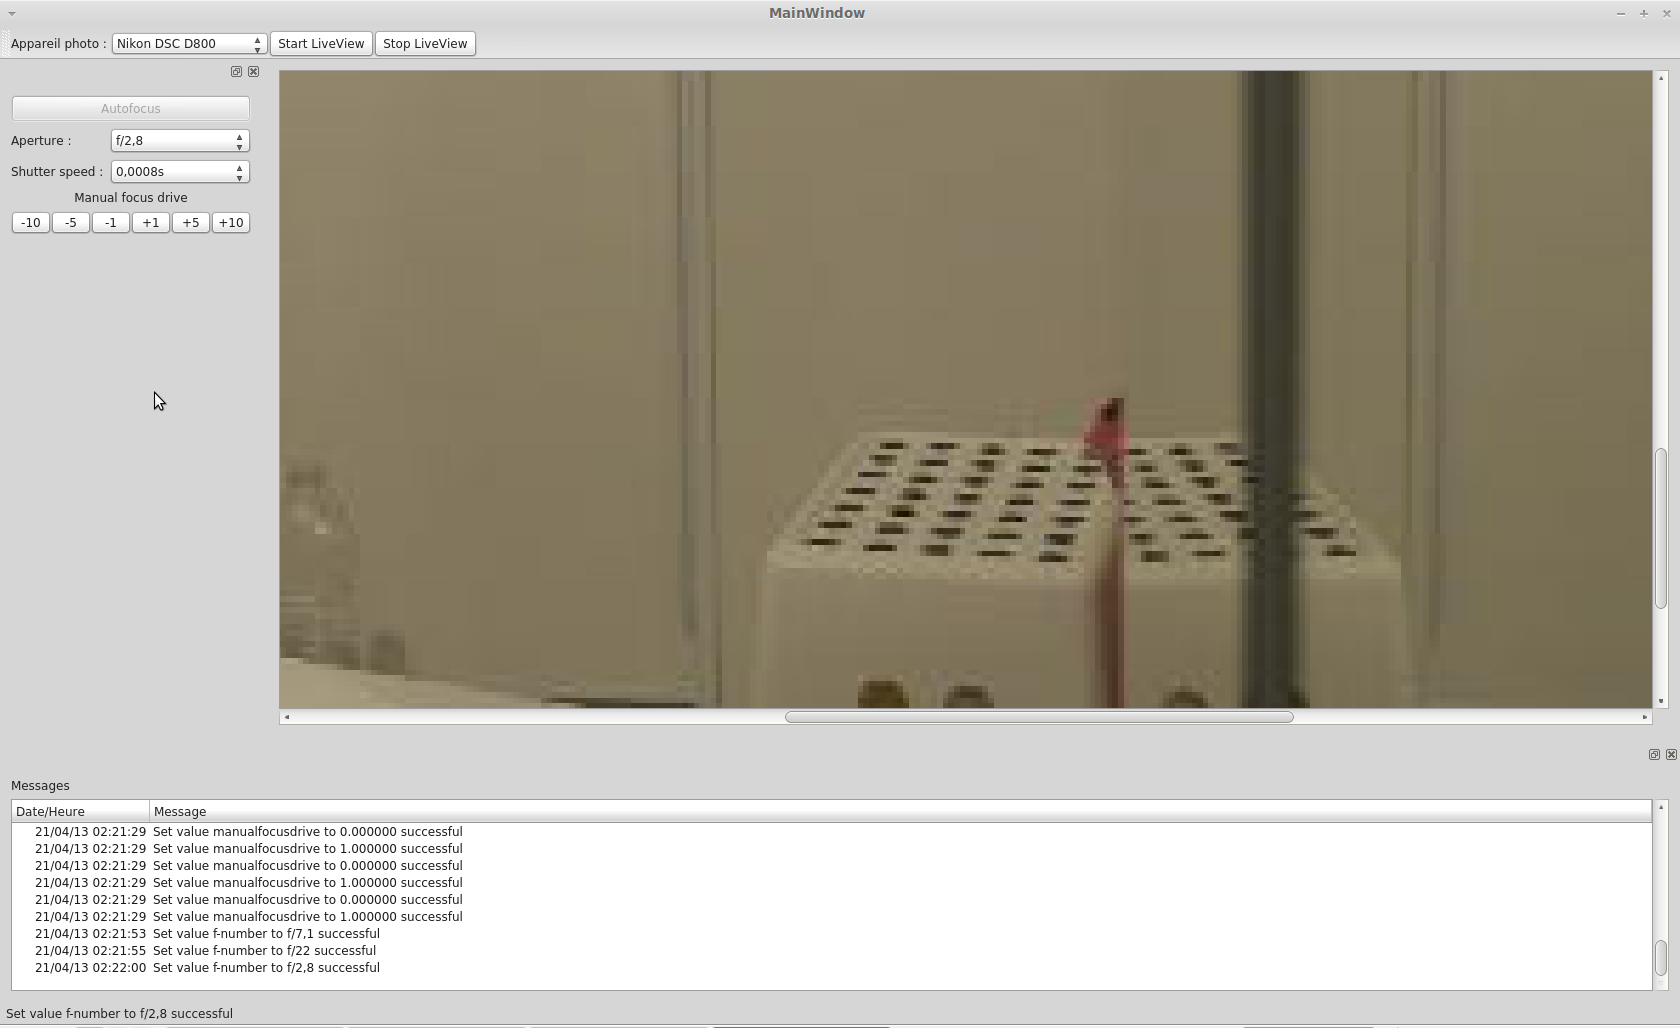 MainWindow
Appareil photo : Nikon DSC D800 Start LiveView Stop LiveView
Autofocus
Aperture : f/2,8
Shutter speed : 0,0008s
Manual focus drive
-10 -5 -1 +1 +5 +10
Messages
Date/Heure Message
21/04/13 02:21:29 Set value manualfocusdrive to 0.000000 successful
21/04/13 02:21:29 Set value manualfocusdrive to 1.000000 successful
21/04/13 02:21:29 Set value manualfocusdrive to 0.000000 successful
21/04/13 02:21:29 Set value manualfocusdrive to 1.000000 successful
21/04/13 02:21:29 Set value manualfocusdrive to 0.000000 successful
21/04/13 02:21:29 Set value manualfocusdrive to 1.000000 successful
21/04/13 02:21:53 Set value f-number to f/7,1 successful
21/04/13 02:21:55 Set value f-number to f/22 successful
21/04/13 02:22:00 Set value f-number to f/2,8 successful
Set value f-number to f/2,8 successful